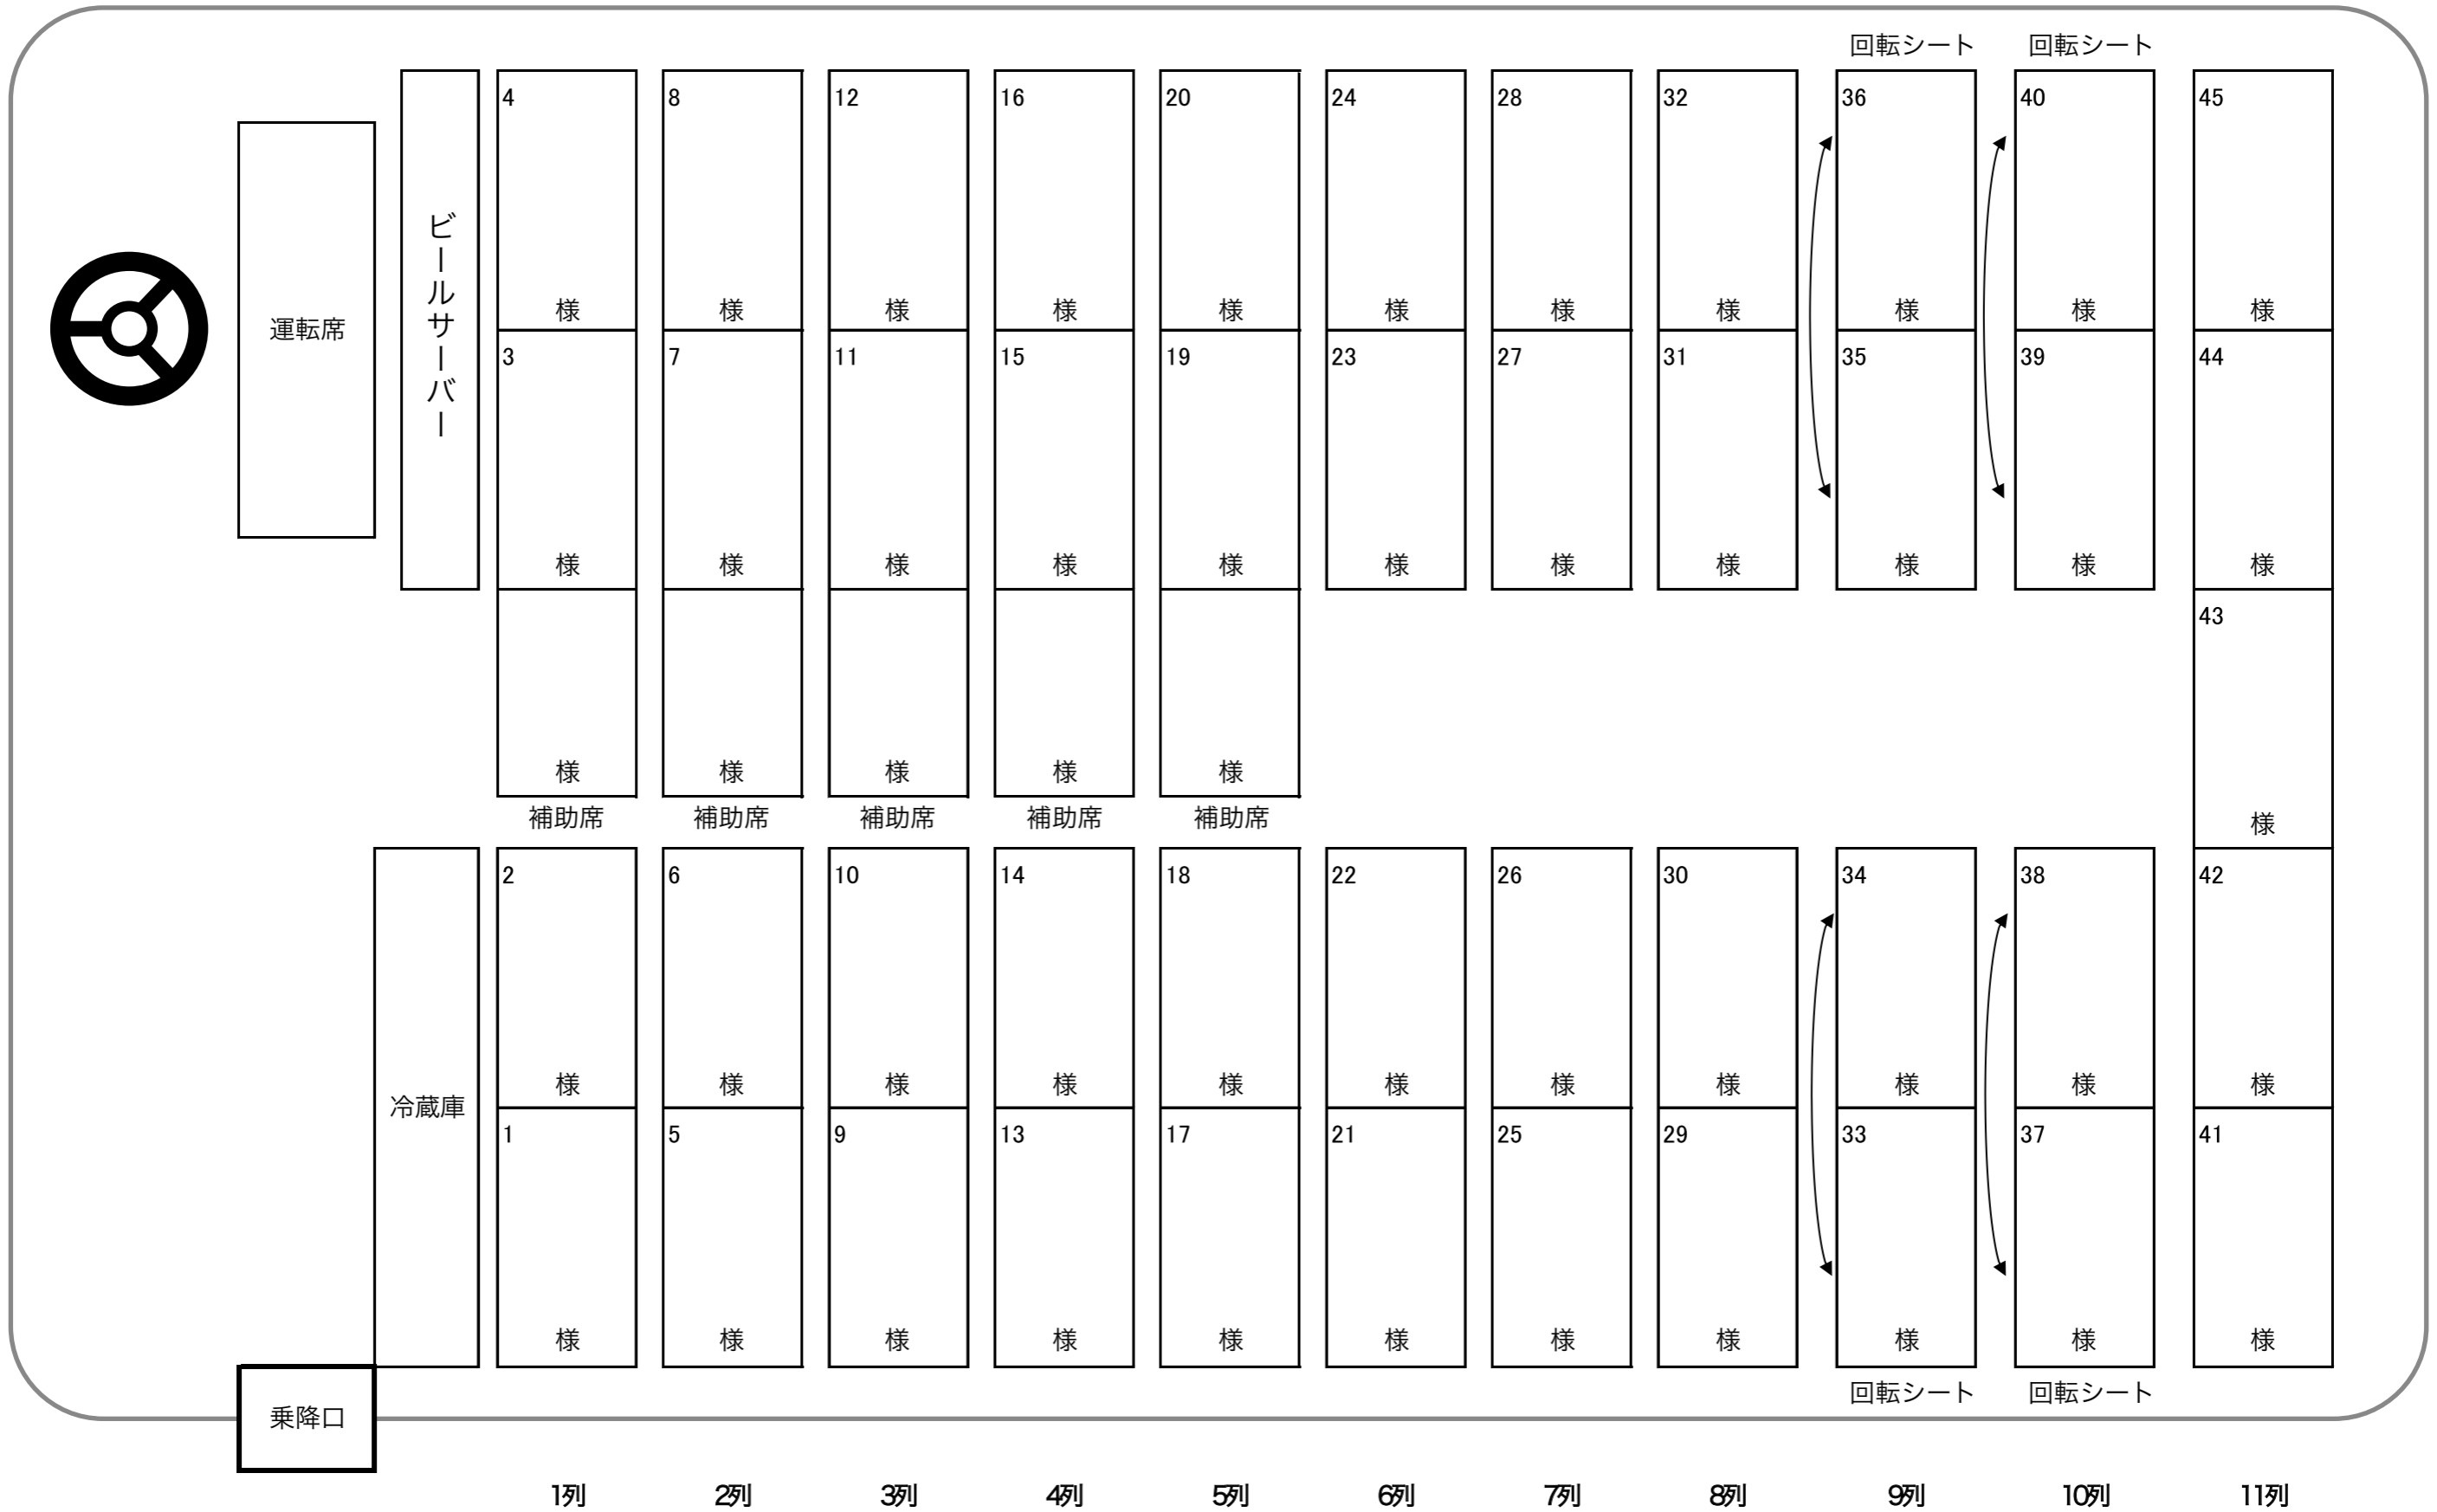 回転シート 回転シート
4 8 12 16 20 24 28 32 36 40 45
ビールサーバー
運転席
様 様 様 様 様 様 様 様 様 様 様
3 7 11 15 19 23 27 31 35 39 44
様 様 様 様 様 様 様 様 様 様 様
43
様 様 様 様 様
補助席 補助席 補助席 補助席 補助席
様
2 6 10 14 18 22 26 30 34 38 42
様 様 様 様 様 様 様 様 様 様 様
冷蔵庫
1 5 9 13 17 21 25 29 33 37 41
様 様 様 様 様 様 様 様 様 様 様
回転シート 回転シート
乗降口
1列 2列 3列 4列 5列 6列 7列 8列 9列 10列 11列